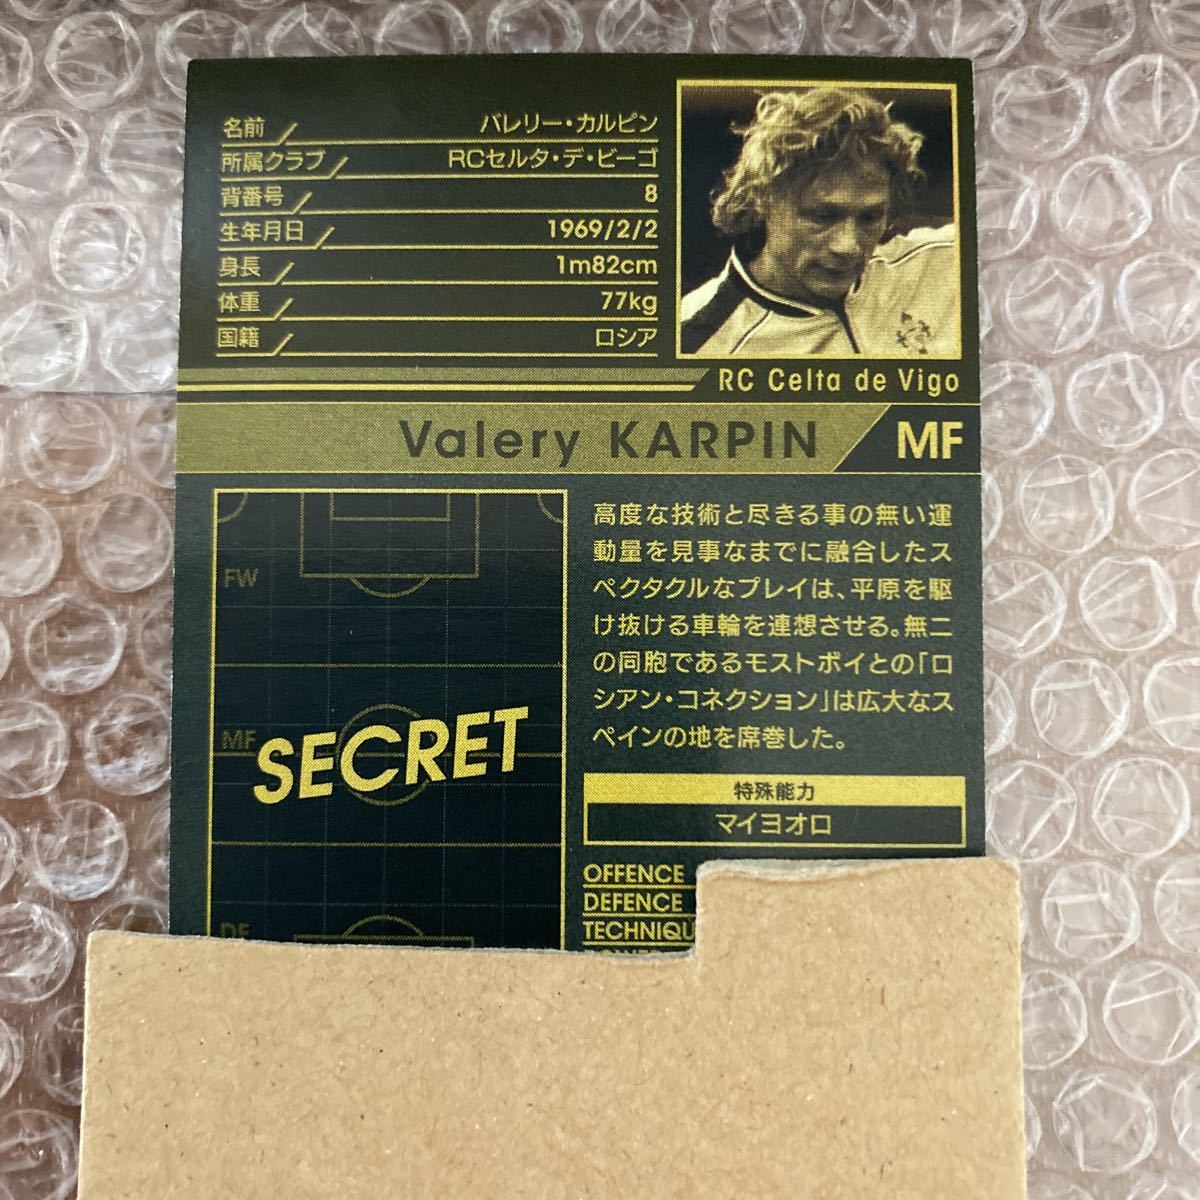 名前 バレリー・カルピン
所属クラブ RCセルタ・デ・ビーゴ
背番号 8
生年月日 1969/2/2
身長 1m82cm
体重 77kg
国籍 ロシア
RC Celta de Vigo
Valery KARPIN MF
FW
MF
SECRET
DF
高度な技術と尽きる事の無い運
動量を見事なまでに融合したス
ペクタクルなプレイは、平原を駆
け抜ける車輪を連想させる。無二
の同胞であるモストボイとの「ロ
シアン・コネクション」は広大なス
ペインの地を席巻した。
特殊能力
マイヨオロ
OFFENCE
DEFENCE
TECHNIQU